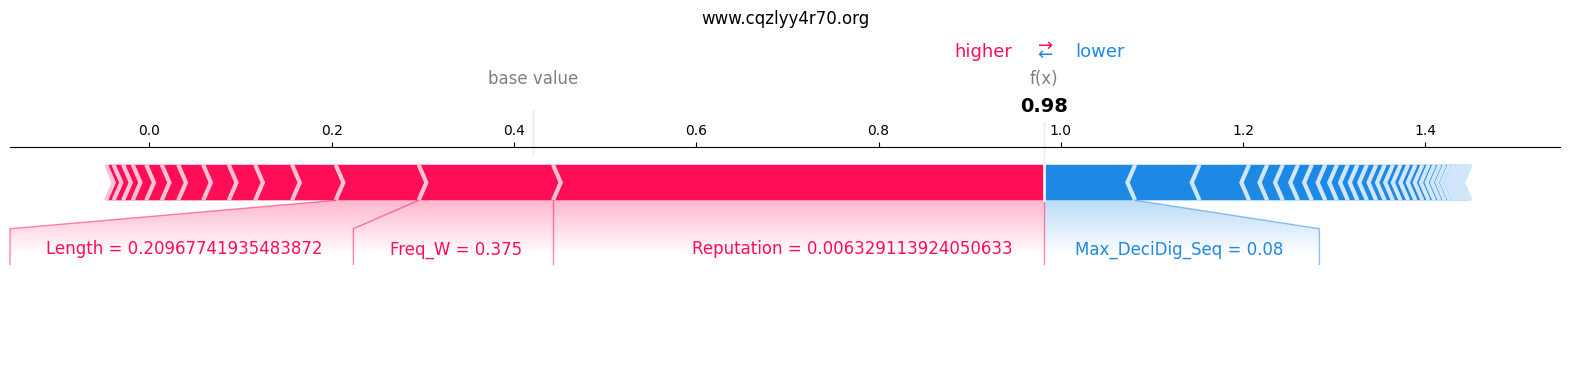 www.cqzlyy4r70.org
higher ⇄ lower
base value f(x)
0.98
0.0 0.2 0.4 0.6 0.8 1.0 1.2 1.4
Length = 0.20967741935483872 Freq_W = 0.375 Reputation = 0.006329113924050633 Max_DeciDig_Seq = 0.08